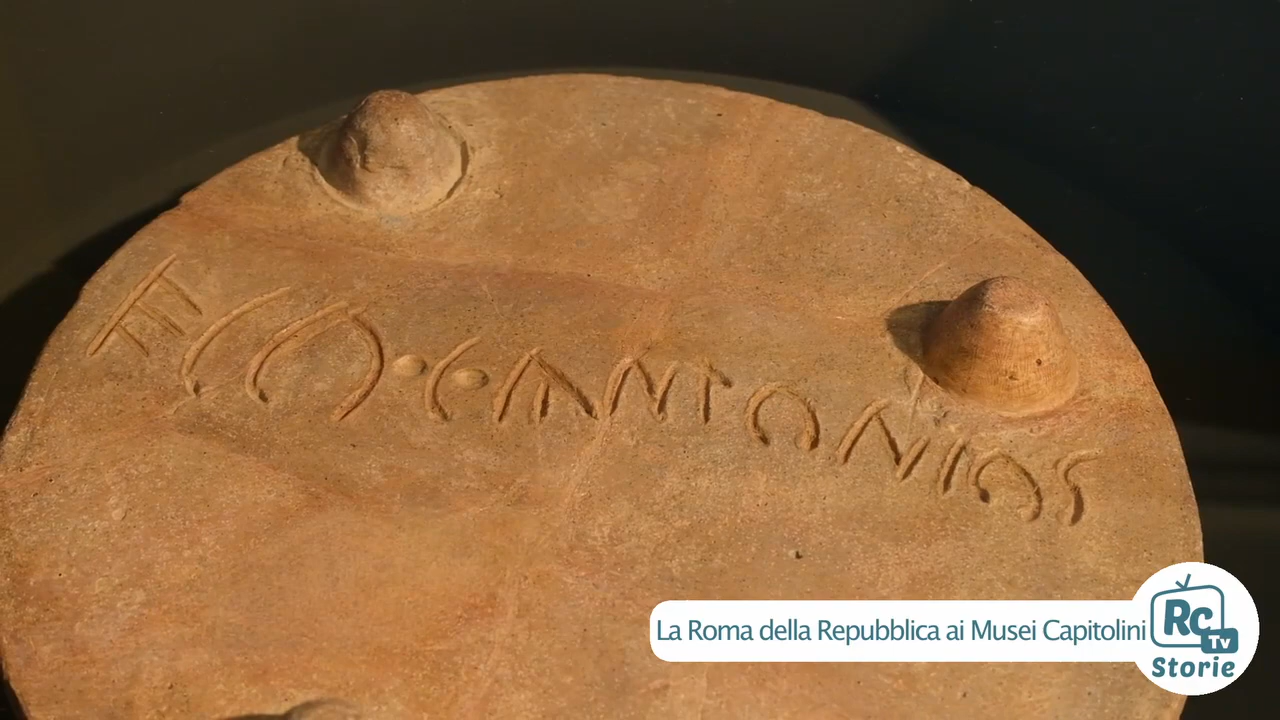 C·ANTONIOS
La Roma della Repubblica ai Musei Capitolini
Rc
Tv
Storie